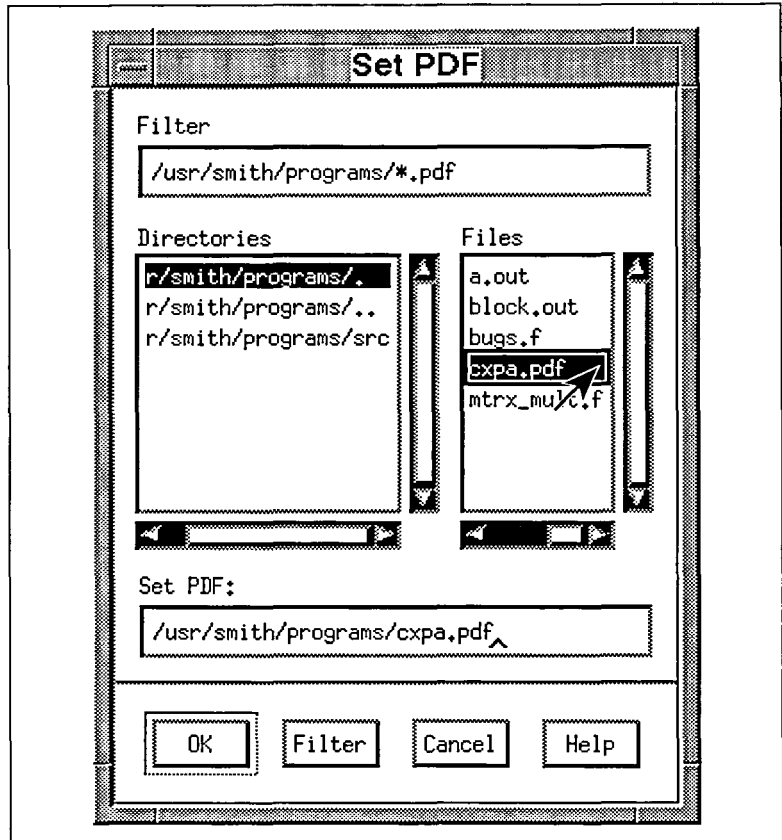 Set PDF
Filter
/usr/smith/programs/*.pdf
Directories
r/smith/programs/.
r/smith/programs/..
r/smith/programs/src
Files
a.out
block.out
bugs.f
cxpa.pdf
mtrx_mult.f
Set PDF:
/usr/smith/programs/cxpa.pdf
OK
Filter
Cancel
Help